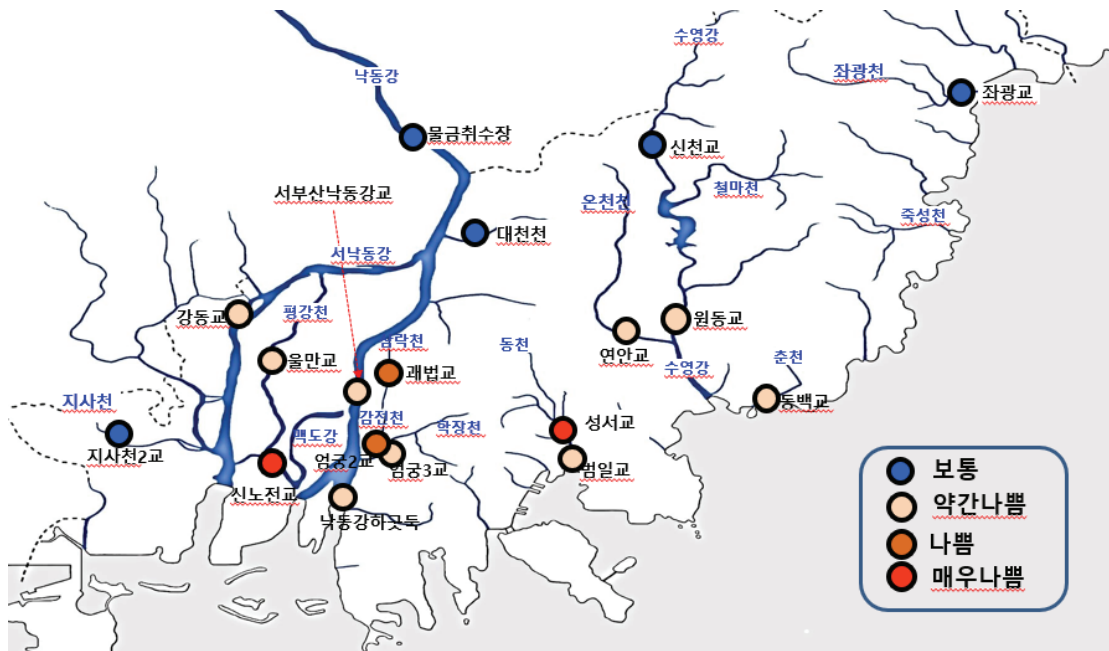 수영강
좌광천
낙동강
좌광교
물금취수장
신천교
철마천
서부산낙동강교
온천천
죽성천
대천천
서낙동강
평강천
강동교
원동교
동천
연안교
울만교
괘법교
수영강
춘천
지사천
동백교
감전천
성서교
학장천
맥도강
지사천2교
엄궁2교
엄궁3교
범일교
신노전교
낙동강하굿둑
보통
약간나쁨
나쁨
매우나쁨